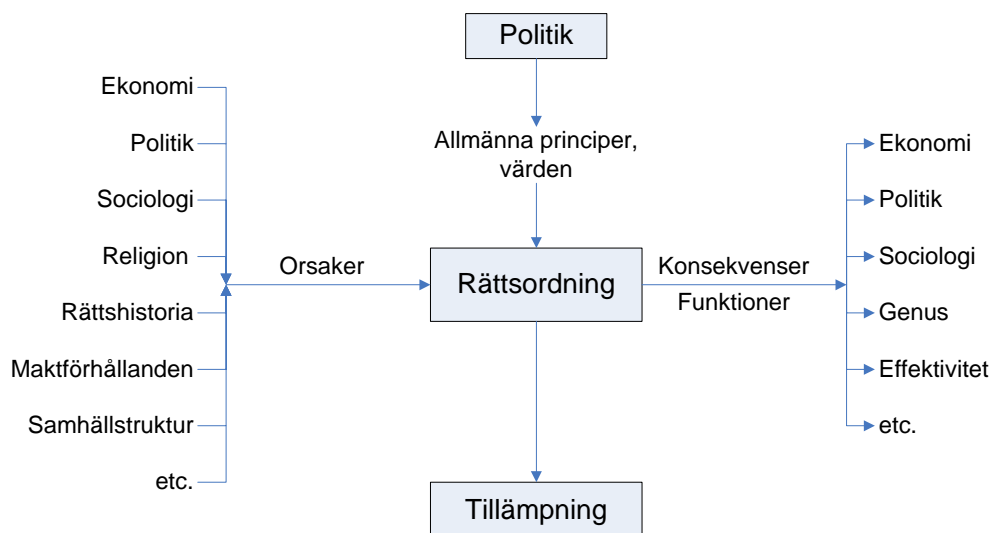 Politik
Ekonomi
Politik
Sociologi
Religion
Rättshistoria
Maktförhållanden
Samhällstruktur
etc.
Orsaker
Allmänna principer,
värden
Rättsordning
Konsekvenser
Funktioner
Ekonomi
Politik
Sociologi
Genus
Effektivitet
etc.
Tillämpning